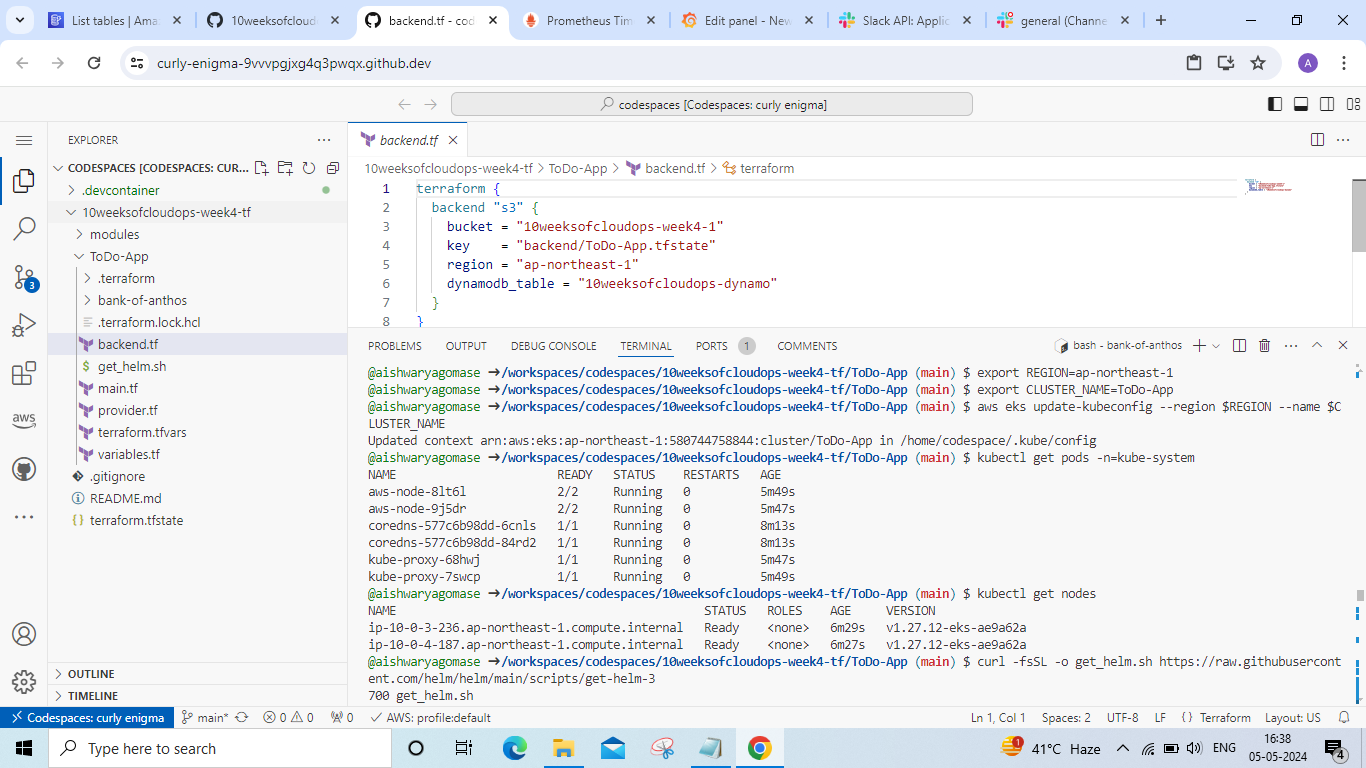 List tables | Ama
10weeksofcloud
backend.tf - cod
Prometheus Tim
Edit panel - New
Slack API: Applic
general (Channe
curly-enigma-9vvvpgjxg4q3pwqx.github.dev
A
codespaces [Codespaces: curly enigma]
EXPLORER
CODESPACES [CODESPACES: CUR...
.devcontainer
10weeksofcloudops-week4-tf
modules
ToDo-App
.terraform
bank-of-anthos
.terraform.lock.hcl
backend.tf
$ get_helm.sh
main.tf
provider.tf
terraform.tfvars
variables.tf
.gitignore
README.md
{} terraform.tfstate
OUTLINE
TIMELINE
3
aws
backend.tf
10weeksofcloudops-week4-tf > ToDo-App > backend.tf > terraform
1 terraform {
2 backend "s3" {
3 bucket = "10weeksofcloudops-week4-1"
4 key    = "backend/ToDo-App.tfstate"
5 region = "ap-northeast-1"
6 dynamodb_table = "10weeksofcloudops-dynamo"
7 }
8 }
PROBLEMS OUTPUT DEBUG CONSOLE TERMINAL PORTS 1 COMMENTS
bash - bank-of-anthos
@aishwaryagomase ➜/workspaces/codespaces/10weeksofcloudops-week4-tf/ToDo-App (main) $ export REGION=ap-northeast-1
@aishwaryagomase ➜/workspaces/codespaces/10weeksofcloudops-week4-tf/ToDo-App (main) $ export CLUSTER_NAME=ToDo-App
@aishwaryagomase ➜/workspaces/codespaces/10weeksofcloudops-week4-tf/ToDo-App (main) $ aws eks update-kubeconfig --region $REGION --name $C
LUSTER_NAME
Updated context arn:aws:eks:ap-northeast-1:580744758844:cluster/ToDo-App in /home/codespace/.kube/config
@aishwaryagomase ➜/workspaces/codespaces/10weeksofcloudops-week4-tf/ToDo-App (main) $ kubectl get pods -n=kube-system
NAME READY STATUS RESTARTS AGE
aws-node-8lt6l 2/2 Running 0 5m49s
aws-node-9j5dr 2/2 Running 0 5m47s
coredns-577c6b98dd-6cnls 1/1 Running 0 8m13s
coredns-577c6b98dd-84rd2 1/1 Running 0 8m13s
kube-proxy-68hwj 1/1 Running 0 5m47s
kube-proxy-7swcp 1/1 Running 0 5m49s
@aishwaryagomase ➜/workspaces/codespaces/10weeksofcloudops-week4-tf/ToDo-App (main) $ kubectl get nodes
NAME STATUS ROLES AGE VERSION
ip-10-0-3-236.ap-northeast-1.compute.internal Ready <none> 6m29s v1.27.12-eks-ae9a62a
ip-10-0-4-187.ap-northeast-1.compute.internal Ready <none> 6m27s v1.27.12-eks-ae9a62a
@aishwaryagomase ➜/workspaces/codespaces/10weeksofcloudops-week4-tf/ToDo-App (main) $ curl -fsSL -o get_helm.sh https://raw.githubusercont
ent.com/helm/helm/main/scripts/get-helm-3
700 get_helm.sh
Codespaces: curly enigma main* 0 0 0 AWS: profile:default Ln 1, Col 1 Spaces: 2 UTF-8 LF {} Terraform Layout: US
Type here to search
1 41°C Haze ENG 16:38
05-05-2024 4